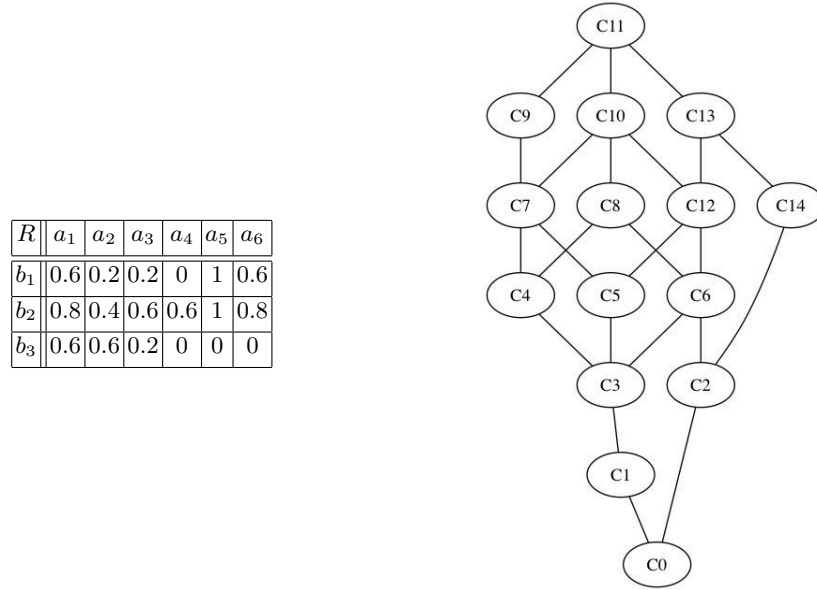 R a₁ a₂ a₃ a₄ a₅ a₆
b₁ 0.6 0.2 0.2 0 1 0.6
b₂ 0.8 0.4 0.6 0.6 1 0.8
b₃ 0.6 0.6 0.2 0 0 0
C11
C9 C10 C13
C7 C8 C12 C14
C4 C5 C6
C3 C2
C1
C0